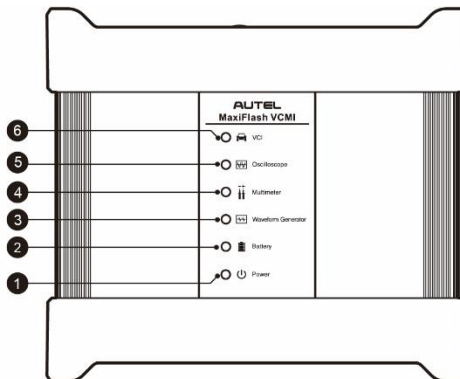 AUTEL
MaxiFlash VCMI
6 VCI
5 Oscilloscope
4 Multimeter
3 Waveform Generator
2 Battery
1 Power